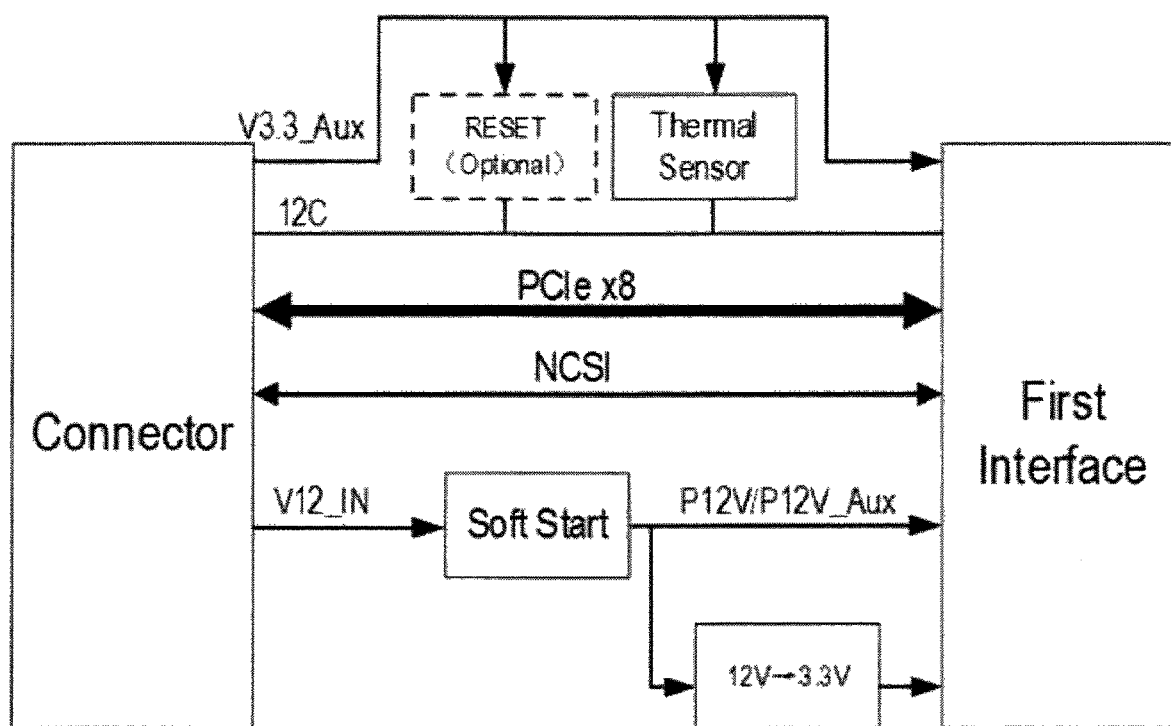 V3.3_Aux
RESET
(Optional)
Thermal
Sensor
12C
PCIe x8
NCSI
Connector
First
Interface
V12_IN
Soft Start
P12V/P12V_Aux
12V→3.3V